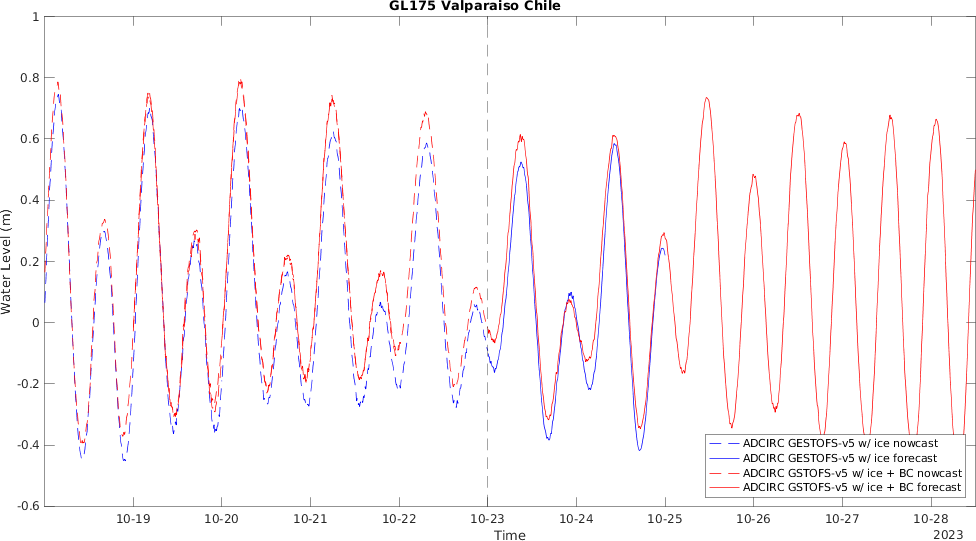 GL175 Valparaiso Chile
1
0.8
0.6
0.4
0.2
0
-0.2
-0.4
-0.6
Water Level (m)
10-19 10-20 10-21 10-22 10-23 10-24 10-25 10-26 10-27 10-28
Time
2023
ADCIRC GESTOFS-v5 w/ ice nowcast
ADCIRC GESTOFS-v5 w/ ice forecast
ADCIRC GSTOFS-v5 w/ ice + BC nowcast
ADCIRC GSTOFS-v5 w/ ice + BC forecast